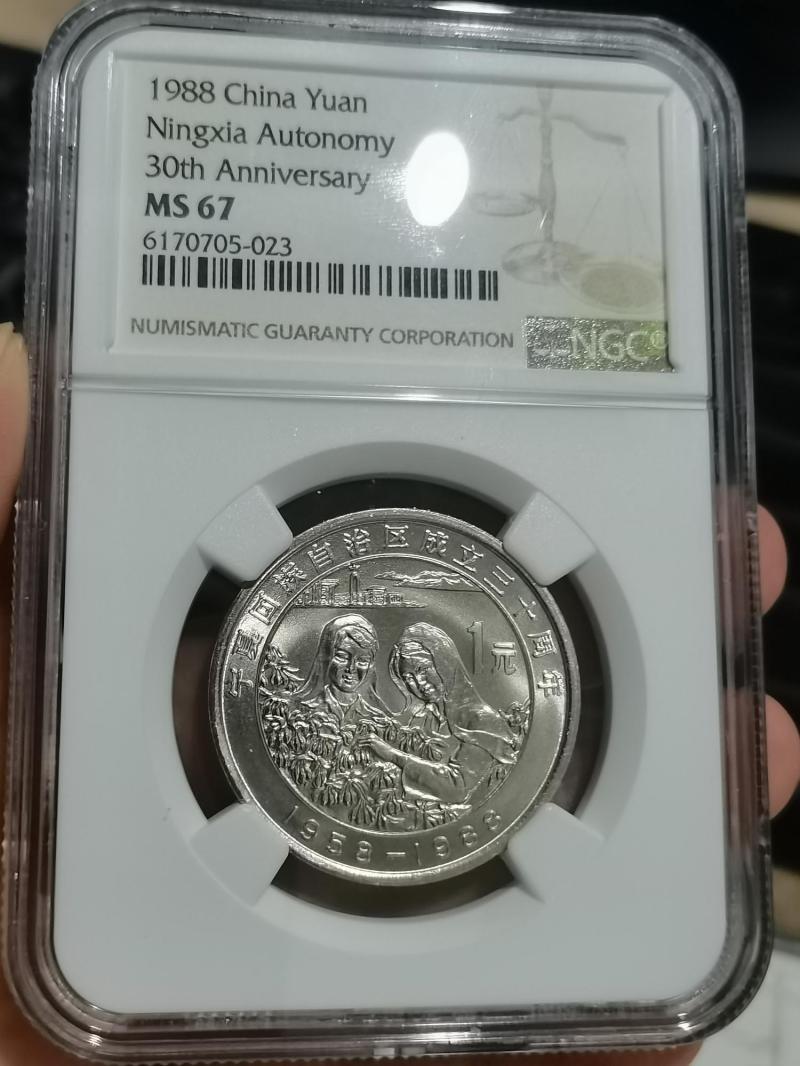 1988 China Yuan
Ningxia Autonomy
30th Anniversary
MS 67
6170705-023
NUMISMATIC GUARANTY CORPORATION
NGC®
宁夏回族自治区成立三十周年
1元
1958-1988